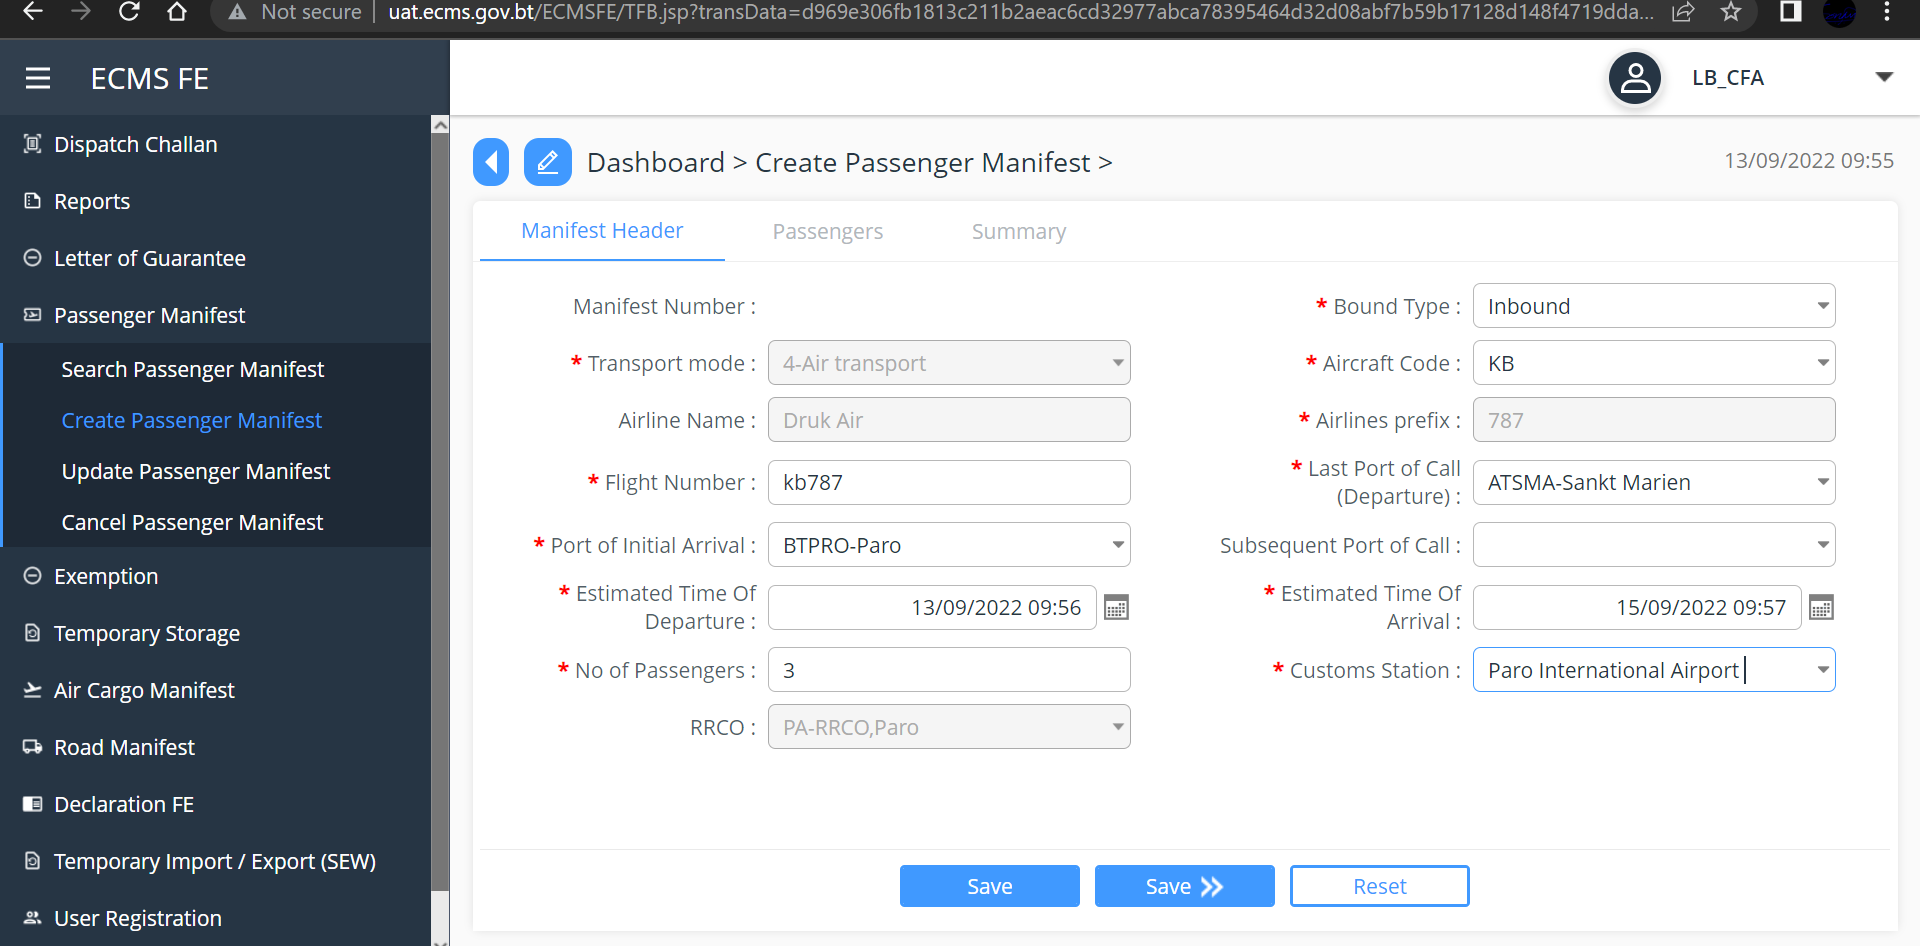 Not secure | uat.ecms.gov.bt/ECMSFE/TFB.jsp?transData=d969e306fb1813c211b2aeac6cd32977abca78395464d32d08abf7b59b17128d148f4719dda...
ECMS FE
LB_CFA
Dispatch Challan
Reports
Letter of Guarantee
Passenger Manifest
Search Passenger Manifest
Create Passenger Manifest
Update Passenger Manifest
Cancel Passenger Manifest
Exemption
Temporary Storage
Air Cargo Manifest
Road Manifest
Declaration FE
Temporary Import / Export (SEW)
User Registration
Dashboard > Create Passenger Manifest >
13/09/2022 09:55
Manifest Header Passengers Summary
Manifest Number :
* Bound Type : Inbound
* Transport mode : 4-Air transport
* Aircraft Code : KB
Airline Name : Druk Air
* Airlines prefix : 787
* Flight Number : kb787
* Last Port of Call
(Departure) : ATSMA-Sankt Marien
* Port of Initial Arrival : BTPRO-Paro
Subsequent Port of Call :
* Estimated Time Of
Departure : 13/09/2022 09:56
* Estimated Time Of
Arrival : 15/09/2022 09:57
* No of Passengers : 3
* Customs Station : Paro International Airport
RRCO : PA-RRCO,Paro
Save Save Reset